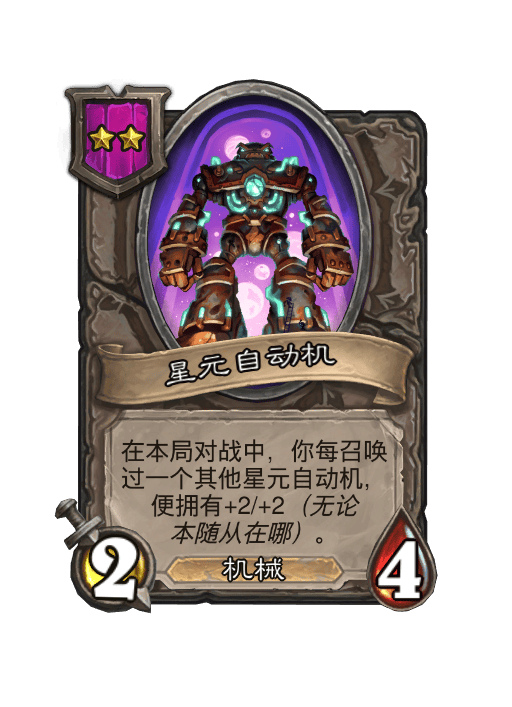 星元自动机
在本局对战中，你每召唤
过一个其他星元自动机，
便拥有+2/+2（无论
本随从在哪）。
机械
2
4